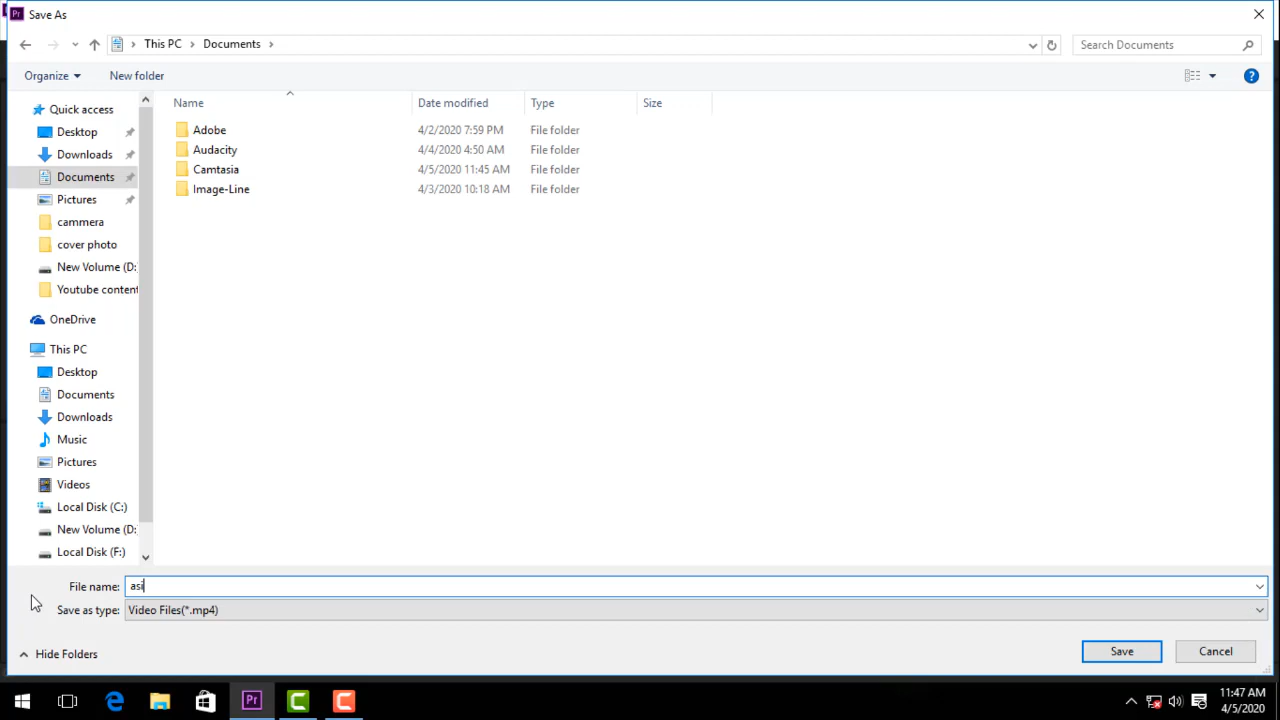 Pr Save As
This PC > Documents >
Search Documents
Organize
New folder
?
Quick access
Desktop
Downloads
Documents
Pictures
cammera
cover photo
New Volume (D:
Youtube content
OneDrive
This PC
Desktop
Documents
Downloads
Music
Pictures
Videos
Local Disk (C:)
New Volume (D:
Local Disk (F:)
Name Date modified Type Size
Adobe 4/2/2020 7:59 PM File folder
Audacity 4/4/2020 4:50 AM File folder
Camtasia 4/5/2020 11:45 AM File folder
Image-Line 4/3/2020 10:18 AM File folder
File name: asi
Save as type: Video Files(*.mp4)
Hide Folders
Save
Cancel
Pr
11:47 AM
4/5/2020